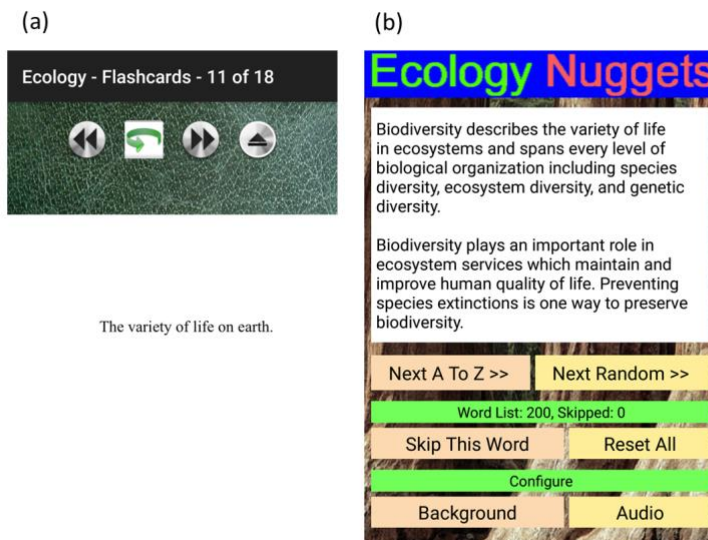 (a)
Ecology - Flashcards - 11 of 18
The variety of life on earth.
(b)
Ecology Nuggets
Biodiversity describes the variety of life
in ecosystems and spans every level of
biological organization including species
diversity, ecosystem diversity, and genetic
diversity.
Biodiversity plays an important role in
ecosystem services which maintain and
improve human quality of life. Preventing
species extinctions is one way to preserve
biodiversity.
Next A To Z >>
Next Random >>
Word List: 200, Skipped: 0
Skip This Word
Reset All
Configure
Background
Audio